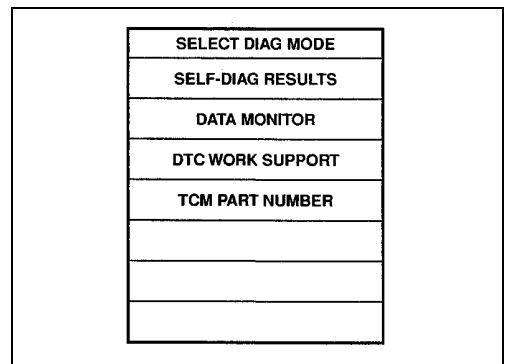 SELECT DIAG MODE
SELF-DIAG RESULTS
DATA MONITOR
DTC WORK SUPPORT
TCM PART NUMBER